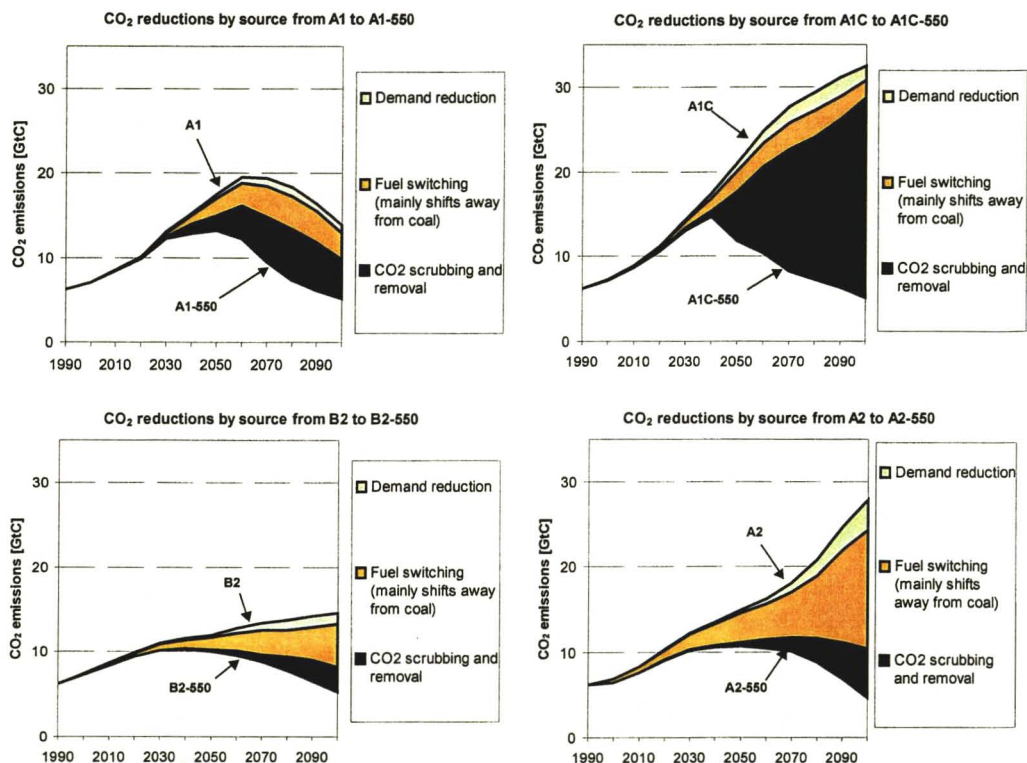 CO₂ reductions by source from A1 to A1-550
CO₂ emissions [GtC]
30
20
10
0
1990 2010 2030 2050 2070 2090
A1
A1-550
Demand reduction
Fuel switching
(mainly shifts away
from coal)
CO2 scrubbing and
removal
CO₂ reductions by source from A1C to A1C-550
CO₂ emissions [GtC]
30
20
10
0
1990 2010 2030 2050 2070 2090
A1C
A1C-550
Demand reduction
Fuel switching
(mainly shifts away
from coal)
CO2 scrubbing and
removal
CO₂ reductions by source from B2 to B2-550
CO₂ emissions [GtC]
30
20
10
0
1990 2010 2030 2050 2070 2090
B2
B2-550
Demand reduction
Fuel switching
(mainly shifts away
from coal)
CO2 scrubbing and
removal
CO₂ reductions by source from A2 to A2-550
CO₂ emissions [GtC]
30
20
10
0
1990 2010 2030 2050 2070 2090
A2
A2-550
Demand reduction
Fuel switching
(mainly shifts
away from coal)
CO2 scrubbing
and removal